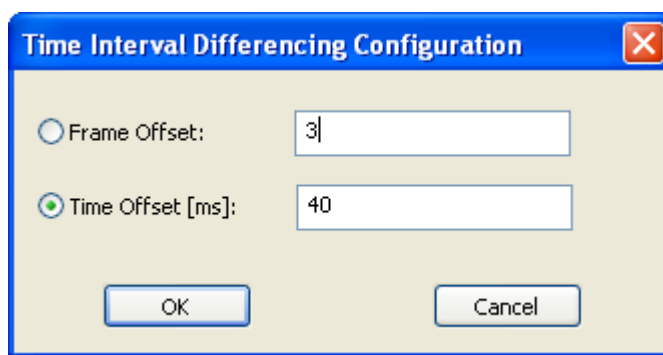 Time Interval Differencing Configuration
Frame Offset: 3
Time Offset [ms]: 40
OK Cancel